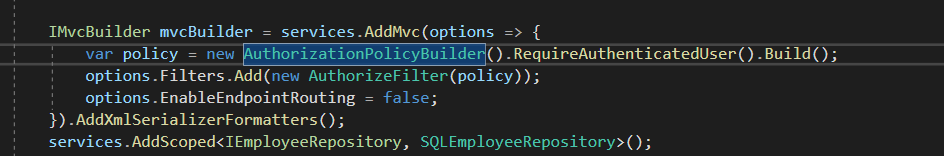 IMvcBuilder mvcBuilder = services.AddMvc(options => {
var policy = new AuthorizationPolicyBuilder().RequireAuthenticatedUser().Build();
options.Filters.Add(new AuthorizeFilter(policy));
options.EnableEndpointRouting = false;
}).AddXmlSerializerFormatters();
services.AddScoped<IEmployeeRepository, SQLEmployeeRepository>();